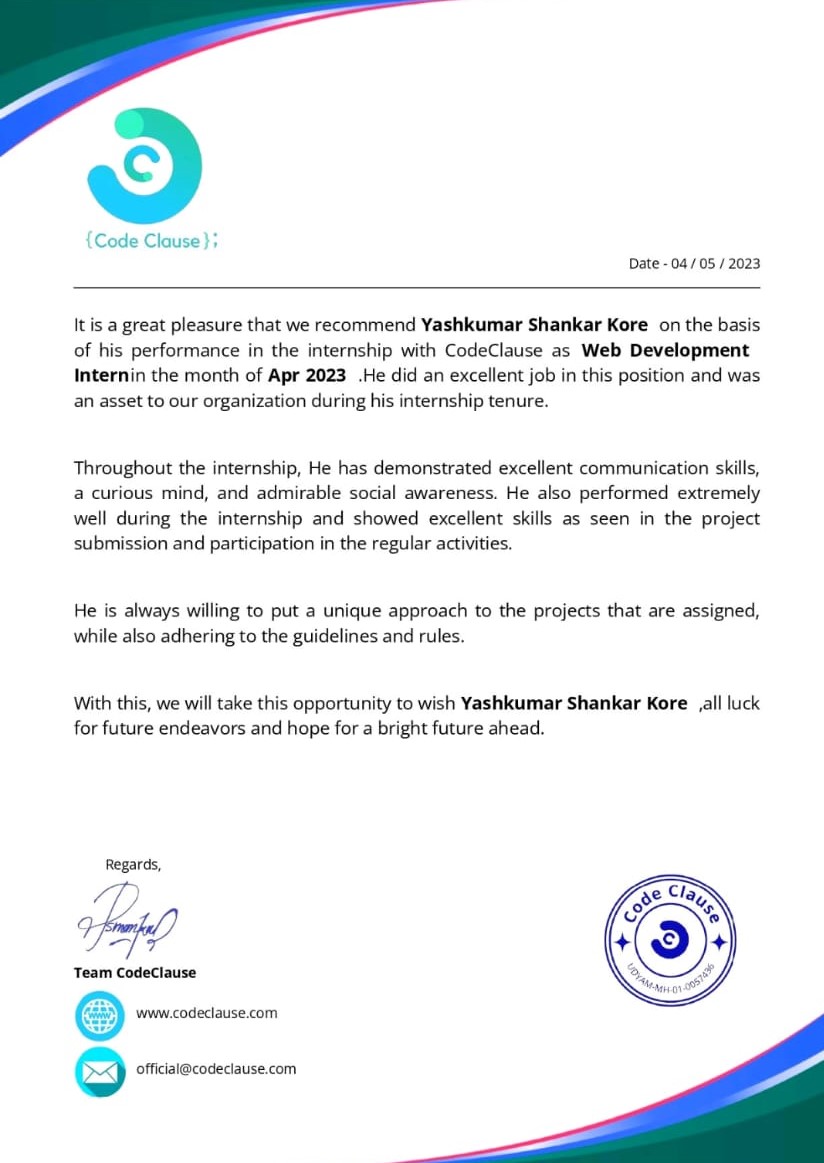 {Code Clause};
Date - 04 / 05 / 2023
It is a great pleasure that we recommend Yashkumar Shankar Kore on the basis
of his performance in the internship with CodeClause as Web Development
Internin the month of Apr 2023 .He did an excellent job in this position and was
an asset to our organization during his internship tenure.
Throughout the internship, He has demonstrated excellent communication skills,
a curious mind, and admirable social awareness. He also performed extremely
well during the internship and showed excellent skills as seen in the project
submission and participation in the regular activities.
He is always willing to put a unique approach to the projects that are assigned,
while also adhering to the guidelines and rules.
With this, we will take this opportunity to wish Yashkumar Shankar Kore ,all luck
for future endeavors and hope for a bright future ahead.
Regards,
Team CodeClause
www.codeclause.com
official@codeclause.com
Code Clause
UDYAM-MH-01-0057436